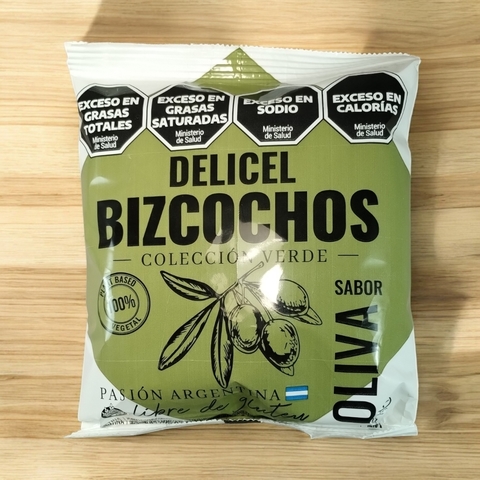 EXCESO EN
GRASAS
TOTALES
Ministerio
de Salud
EXCESO EN
GRASAS
SATURADAS
Ministerio
de Salud
EXCESO EN
SODIO
Ministerio
de Salud
EXCESO EN
CALORÍAS
Ministerio
de Salud
DELICEL
BIZCOCHOS
COLECCIÓN VERDE
PLANT BASED
100%
VEGETAL
SABOR
OLIVA
PASIÓN ARGENTINA
Libre de gluten